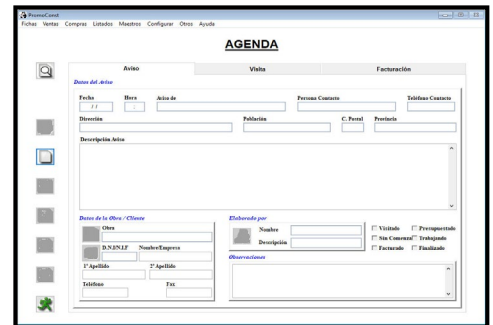 PromoConst
Fichas Ventas Compras Listados Maestros Configurar Otros Ayuda
AGENDA
Aviso Visita Facturación
Datos del Aviso
Fecha Hora Aviso de Persona Contacto Teléfono Contacto
/ / :
Dirección Población C. Postal Provincia
Descripción Aviso
Datos de la Obra / Cliente
Obra
D.N.I/N.I.F Nombre/Empresa
1º Apellido 2º Apellido
Teléfono Fax
Elaborado por
Nombre
Descripción
Visitado Presupuestado
Sin Comenzar Trabajando
Facturado Finalizado
Observaciones